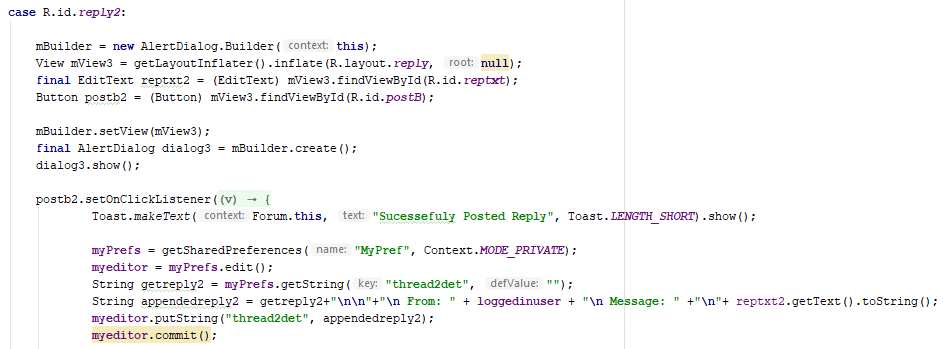 case R.id.reply2:
mBuilder = new AlertDialog.Builder( context: this);
View mView3 = getLayoutInflater().inflate(R.layout.reply, root: null);
final EditText reptxt2 = (EditText) mView3.findViewById(R.id.reptxt);
Button postb2 = (Button) mView3.findViewById(R.id.postB);
mBuilder.setView(mView3);
final AlertDialog dialog3 = mBuilder.create();
dialog3.show();
postb2.setOnClickListener((v) → {
Toast.makeText( context: Forum.this, text: "Sucessefuly Posted Reply", Toast.LENGTH_SHORT).show();
myPrefs = getSharedPreferences( name: "MyPref", Context.MODE_PRIVATE);
myeditor = myPrefs.edit();
String getreply2 = myPrefs.getString( key: "thread2det", defValue: "");
String appendedreply2 = getreply2+"\n\n"+"\n From: " + loggedinuser + "\n Message: " +"\n"+ reptxt2.getText().toString();
myeditor.putString("thread2det", appendedreply2);
myeditor.commit();